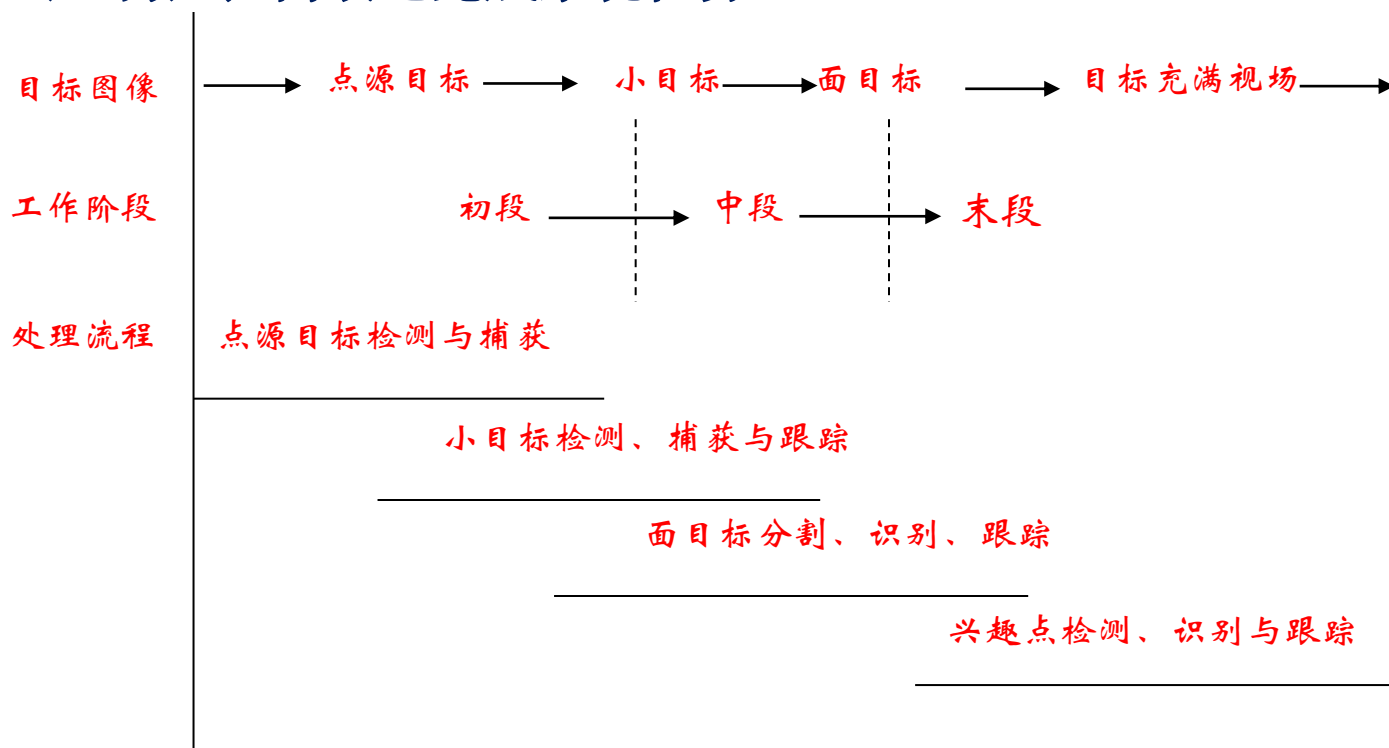 目标图像 点源目标 小目标 面目标 目标充满视场
工作阶段 初段 中段 末段
处理流程 点源目标检测与捕获
小目标检测、捕获与跟踪
面目标分割、识别、跟踪
兴趣点检测、识别与跟踪